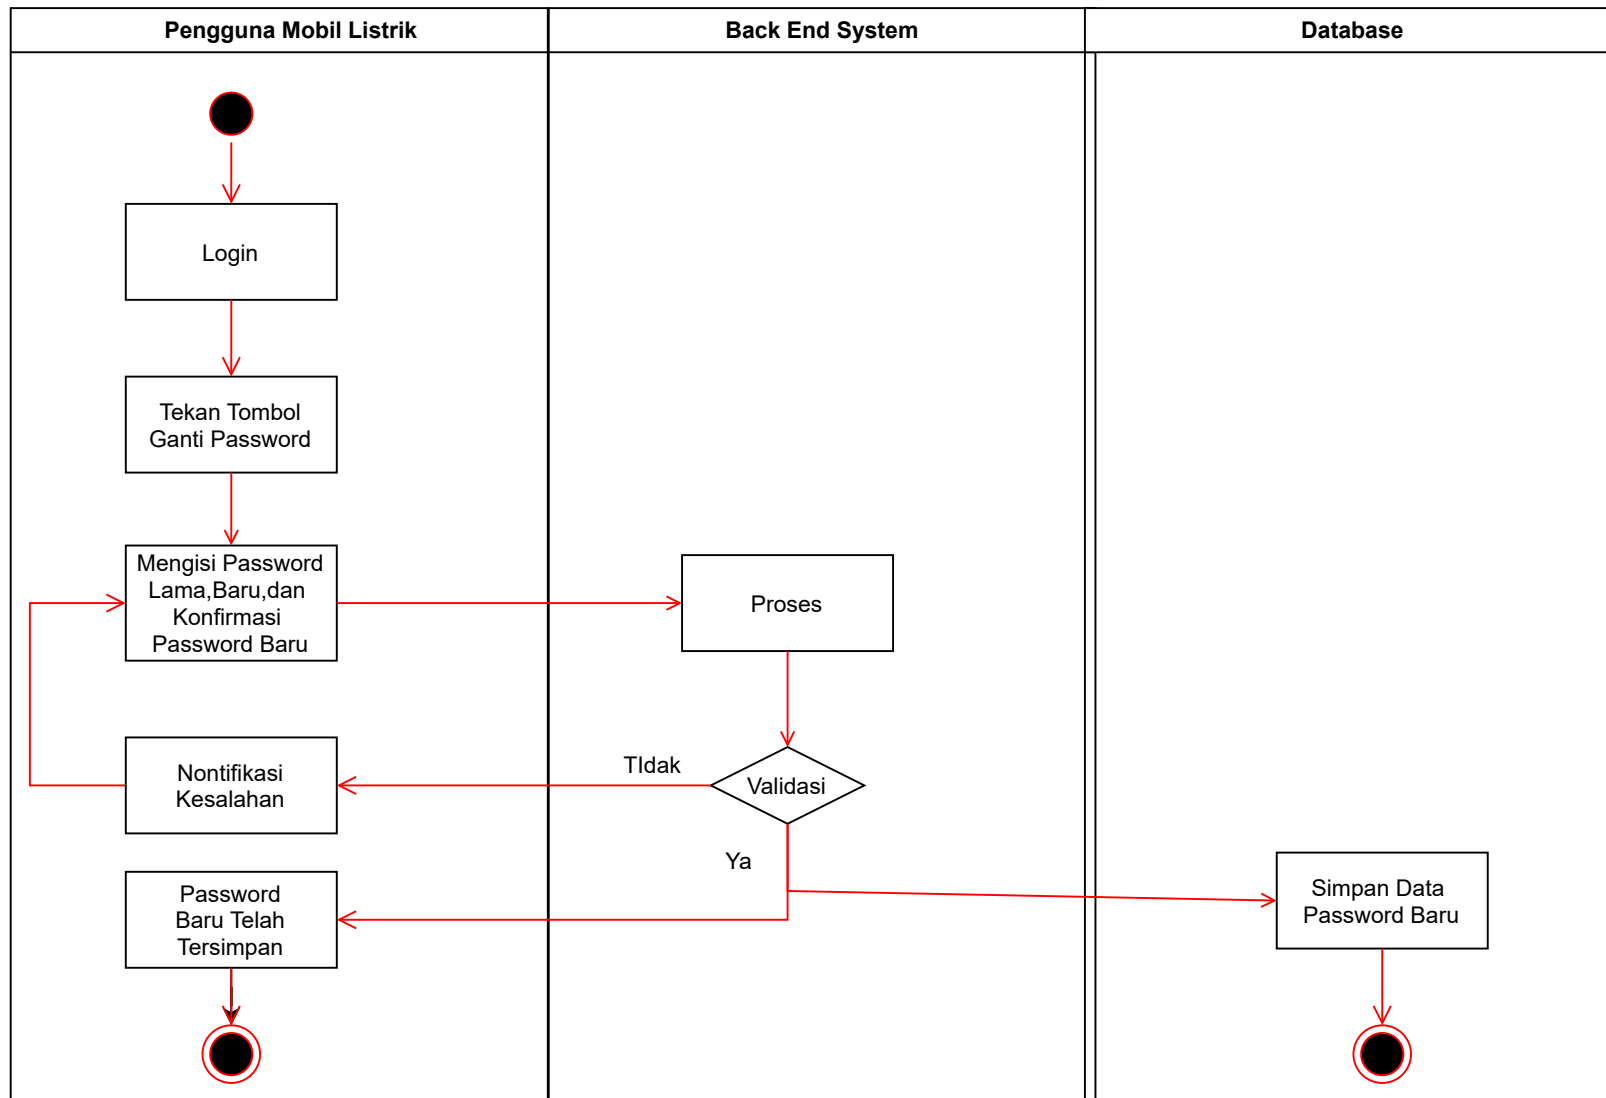 Pengguna Mobil Listrik
Back End System
Database
Login
Tekan Tombol
Ganti Password
Mengisi Password
Lama,Baru,dan
Konfirmasi
Password Baru
Proses
Nontifikasi
Kesalahan
TIdak
Validasi
Ya
Password
Baru Telah
Tersimpan
Simpan Data
Password Baru